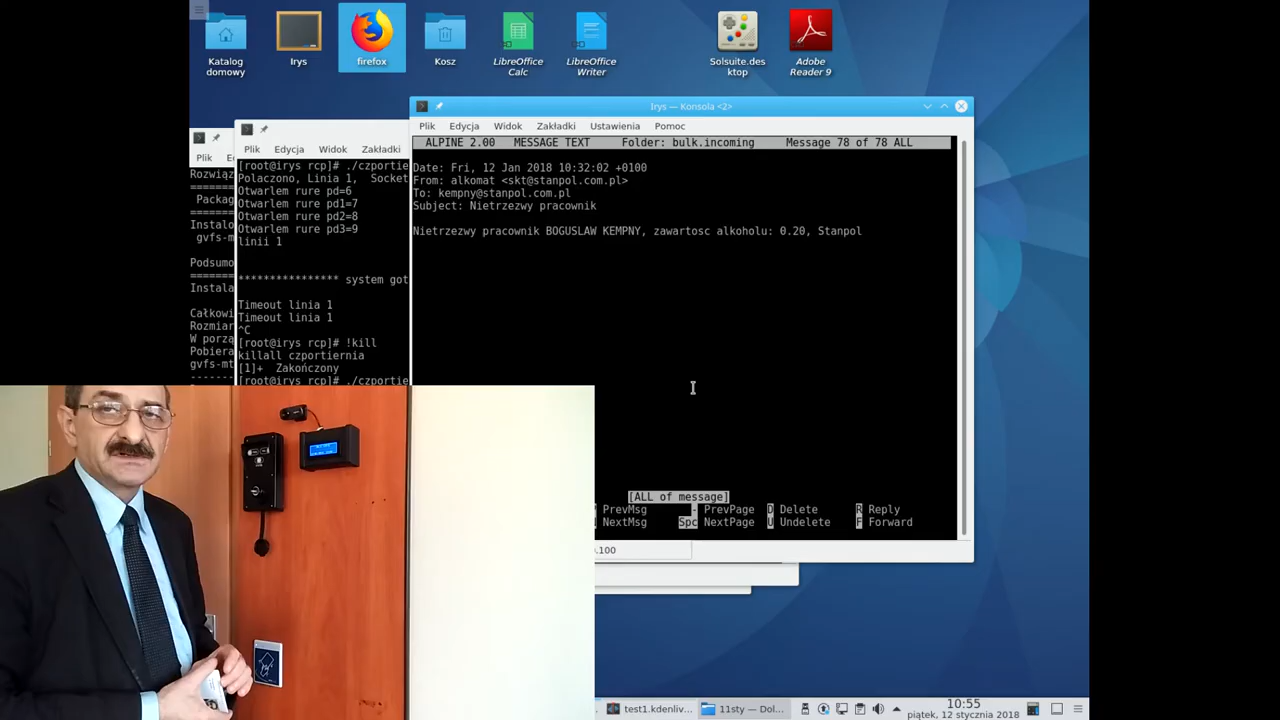 Katalog domowy
Irys
firefox
Kosz
LibreOffice Calc
LibreOffice Writer
Solsuite.desktop
Adobe Reader 9
Irys — Konsola <2>
Plik Edycja Widok Zakładki Ustawienia Pomoc
ALPINE 2.00 MESSAGE TEXT Folder: bulk.incoming Message 78 of 78 ALL
Date: Fri, 12 Jan 2018 10:32:02 +0100
From: alkomat <skt@stanpol.com.pl>
To: kempny@stanpol.com.pl
Subject: Nietrzezwy pracownik
Nietrzezwy pracownik BOGUSLAW KEMPNY, zawartosc alkoholu: 0.20, Stanpol
[ALL of message]
PrevMsg - PrevPage D Delete R Reply
NextMsg Spc NextPage U Undelete F Forward
.100
Plik Edycja Widok Zakładki
[root@irys rcp]# ./czportie
Polaczono, Linia 1, Socket
Otwarlem rure pd=6
Otwarlem rure pd1=7
Otwarlem rure pd2=8
Otwarlem rure pd3=9
linii 1
**************** system got
Timeout linia 1
Timeout linia 1
^C
[root@irys rcp]# !kill
killall czportiernia
[1]+ Zakończony
[root@irys rcp]# ./czportie
Plik E
Rozwiąz
=======
Packag
=======
Instalo
gvfs-m
Podsumo
=======
Instala
Całkowi
Rozmiar
W porzą
Pobiera
gvfs-mt
-------
test1.kdenliv...
11sty — Dol...
10:55
piątek, 12 stycznia 2018